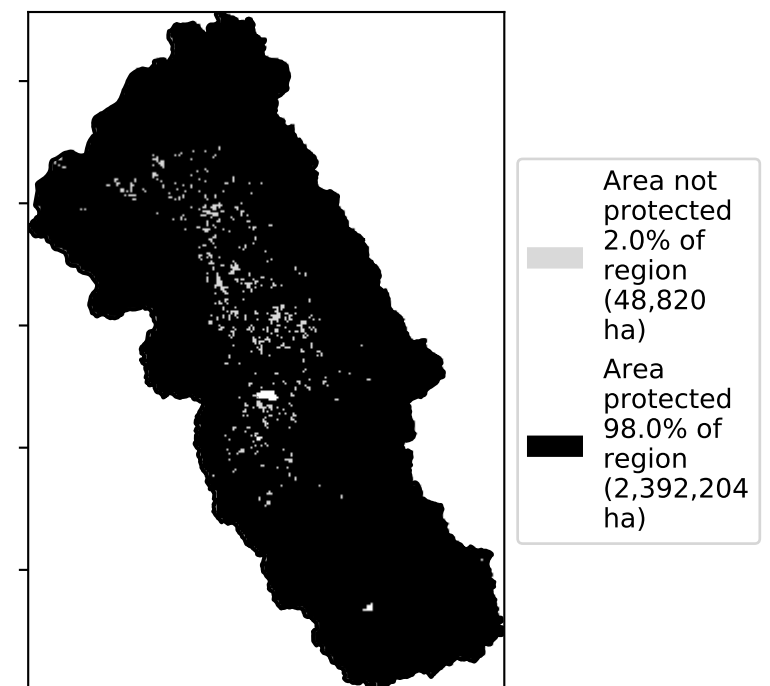 Area not
protected
2.0% of
region
(48,820
ha)
Area
protected
98.0% of
region
(2,392,204
ha)